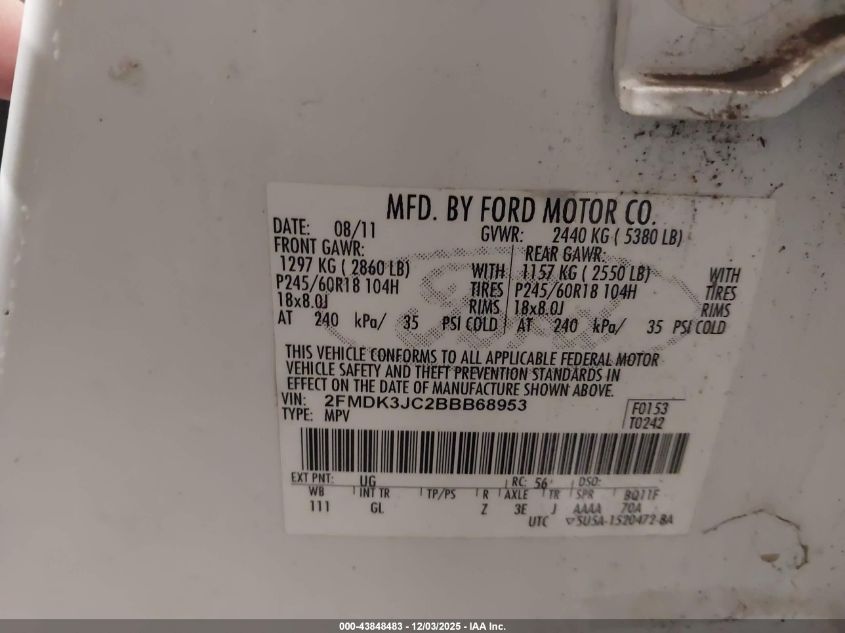 MFD. BY FORD MOTOR CO.
DATE: 08/11 GVWR: 2440 KG ( 5380 LB)
FRONT GAWR: REAR GAWR:
1297 KG ( 2860 LB) WITH 1157 KG ( 2550 LB) WITH
P245/60R18 104H TIRES P245/60R18 104H TIRES
18x8.0J RIMS 18x8.0J RIMS
AT 240 kPa/ 35 PSI COLD AT 240 kPa/ 35 PSI COLD
THIS VEHICLE CONFORMS TO ALL APPLICABLE FEDERAL MOTOR
VEHICLE SAFETY AND THEFT PREVENTION STANDARDS IN
EFFECT ON THE DATE OF MANUFACTURE SHOWN ABOVE.
VIN: 2FMDK3JC2BBB68953 F0153
TYPE: MPV T0242
EXT PNT: UG RC: 56 DSO:
WB INT TR TP/PS R AXLE TR SPR BQ11F
111 GL Z 3E J AAAA 70A
UTC ▽5U5A-1520472-BA
000-43848483 - 12/03/2025 - IAA Inc.